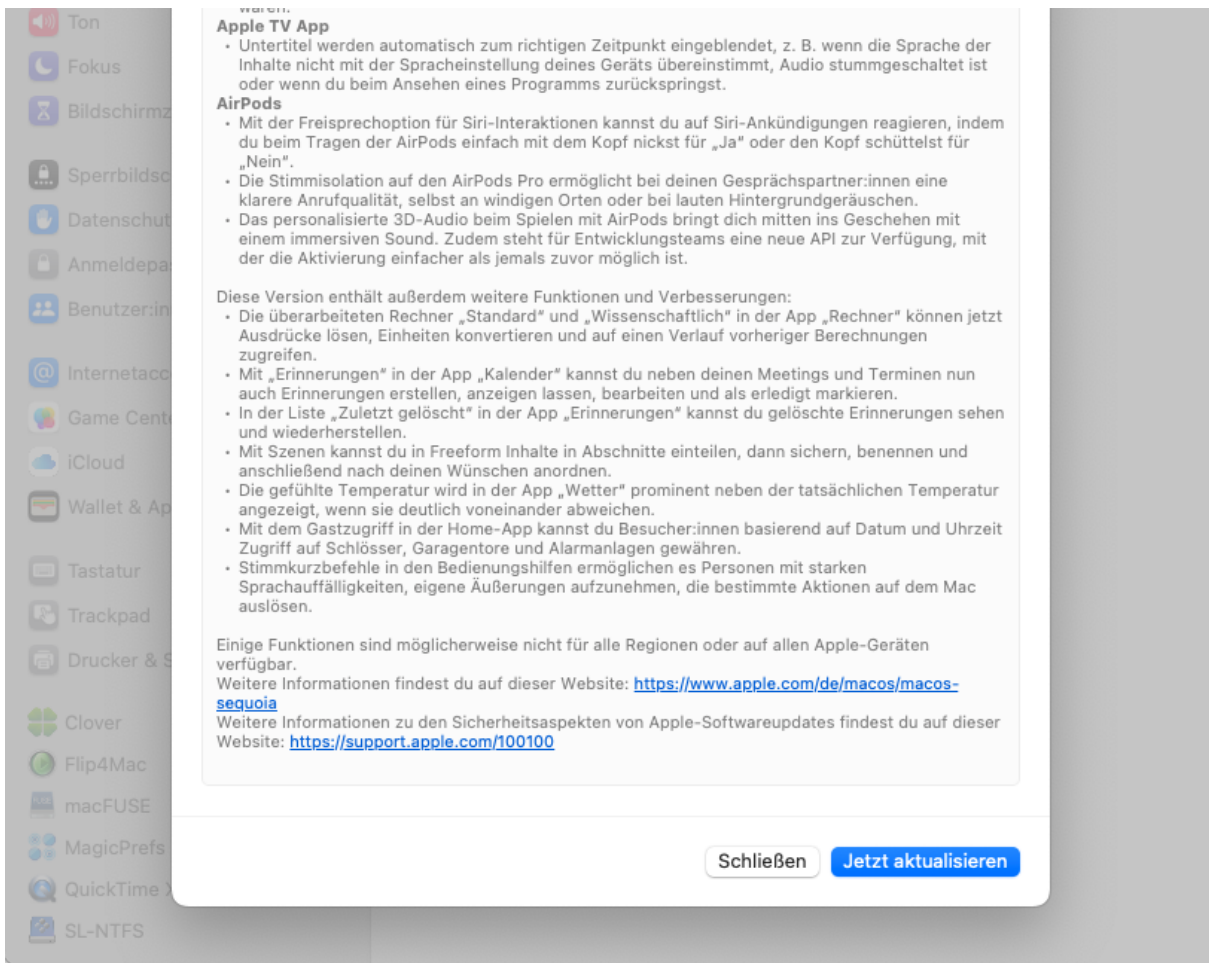 Ton
Fokus
Bildschirmz
Sperrbildsc
Datenschut
Anmeldepa
Benutzer:in
Internetacc
Game Cente
iCloud
Wallet & Ap
Tastatur
Trackpad
Drucker & S
Clover
Flip4Mac
macFUSE
MagicPrefs
QuickTime
SL-NTFS
waren.
Apple TV App
• Untertitel werden automatisch zum richtigen Zeitpunkt eingeblendet, z. B. wenn die Sprache der
Inhalte nicht mit der Spracheinstellung deines Geräts übereinstimmt, Audio stummgeschaltet ist
oder wenn du beim Ansehen eines Programms zurückspringst.
AirPods
• Mit der Freisprechoption für Siri-Interaktionen kannst du auf Siri-Ankündigungen reagieren, indem
du beim Tragen der AirPods einfach mit dem Kopf nickst für „Ja“ oder den Kopf schüttelst für
„Nein“.
• Die Stimmisolation auf den AirPods Pro ermöglicht bei deinen Gesprächspartner:innen eine
klarere Anrufqualität, selbst an windigen Orten oder bei lauten Hintergrundgeräuschen.
• Das personalisierte 3D-Audio beim Spielen mit AirPods bringt dich mitten ins Geschehen mit
einem immersiven Sound. Zudem steht für Entwicklungsteams eine neue API zur Verfügung, mit
der die Aktivierung einfacher als jemals zuvor möglich ist.
Diese Version enthält außerdem weitere Funktionen und Verbesserungen:
• Die überarbeiteten Rechner „Standard“ und „Wissenschaftlich“ in der App „Rechner“ können jetzt
Ausdrücke lösen, Einheiten konvertieren und auf einen Verlauf vorheriger Berechnungen
zugreifen.
• Mit „Erinnerungen“ in der App „Kalender“ kannst du neben deinen Meetings und Terminen nun
auch Erinnerungen erstellen, anzeigen lassen, bearbeiten und als erledigt markieren.
• In der Liste „Zuletzt gelöscht“ in der App „Erinnerungen“ kannst du gelöschte Erinnerungen sehen
und wiederherstellen.
• Mit Szenen kannst du in Freeform Inhalte in Abschnitte einteilen, dann sichern, benennen und
anschließend nach deinen Wünschen anordnen.
• Die gefühlte Temperatur wird in der App „Wetter“ prominent neben der tatsächlichen Temperatur
angezeigt, wenn sie deutlich voneinander abweichen.
• Mit dem Gastzugriff in der Home-App kannst du Besucher:innen basierend auf Datum und Uhrzeit
Zugriff auf Schlösser, Garagentore und Alarmanlagen gewähren.
• Stimmkurzbefehle in den Bedienungshilfen ermöglichen es Personen mit starken
Sprachauffälligkeiten, eigene Äußerungen aufzunehmen, die bestimmte Aktionen auf dem Mac
auslösen.
Einige Funktionen sind möglicherweise nicht für alle Regionen oder auf allen Apple-Geräten
verfügbar.
Weitere Informationen findest du auf dieser Website: https://www.apple.com/de/macos/macos-
sequoia
Weitere Informationen zu den Sicherheitsaspekten von Apple-Softwareupdates findest du auf dieser
Website: https://support.apple.com/100100
Schließen
Jetzt aktualisieren